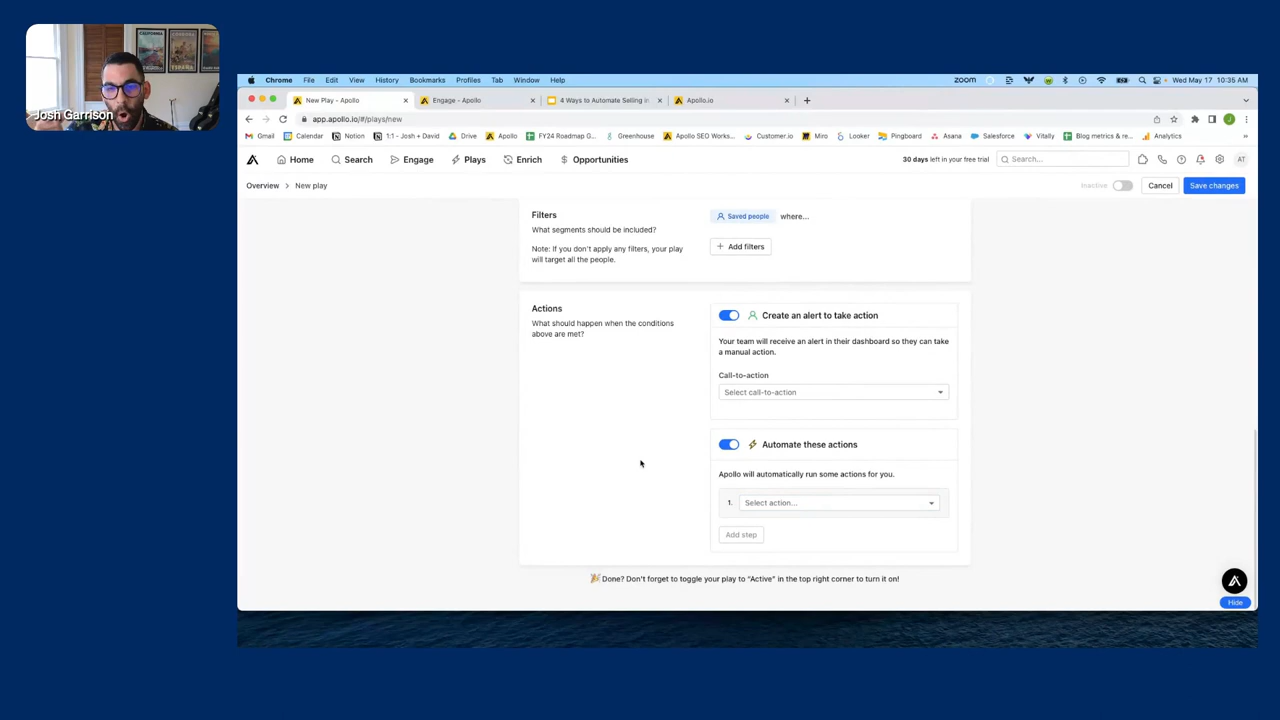 Josh Garrison
CALIFORNIA
ESPAÑA
Chrome File Edit View History Bookmarks Profiles Tab Window Help
zoom
Wed May 17 10:35 AM
New Play - Apollo
Engage - Apollo
4 Ways to Automate Selling in
Apollo.io
app.apollo.io/#/plays/new
Gmail Calendar Notion 1:1 - Josh + David Drive Apollo FY24 Roadmap G... Greenhouse Apollo SEO Works... Customer.io Miro Looker Pingboard Asana Salesforce Vitally Blog metrics & re... Analytics
Home Search Engage Plays Enrich Opportunities
30 days left in your free trial
Search...
AT
Overview > New play
Inactive
Cancel
Save changes
Filters
What segments should be included?
Note: If you don't apply any filters, your play
will target all the people.
Saved people where...
+ Add filters
Actions
What should happen when the conditions
above are met?
Create an alert to take action
Your team will receive an alert in their dashboard so they can take
a manual action.
Call-to-action
Select call-to-action
Automate these actions
Apollo will automatically run some actions for you.
1. Select action...
Add step
Done? Don't forget to toggle your play to "Active" in the top right corner to turn it on!
Hide